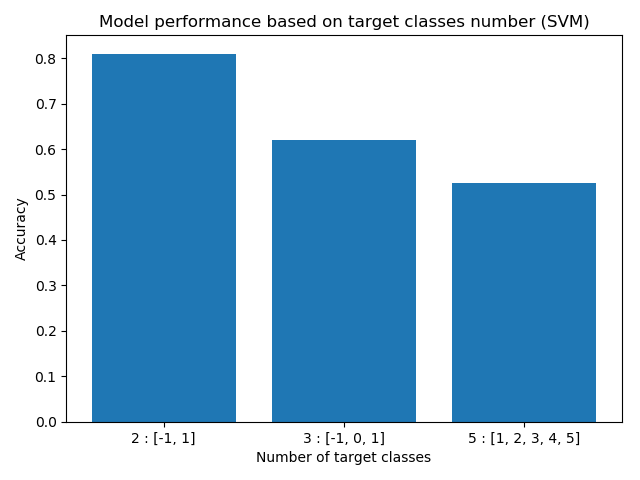 Model performance based on target classes number (SVM)
Accuracy
0.8
0.7
0.6
0.5
0.4
0.3
0.2
0.1
0.0
2 : [-1, 1]
3 : [-1, 0, 1]
5 : [1, 2, 3, 4, 5]
Number of target classes